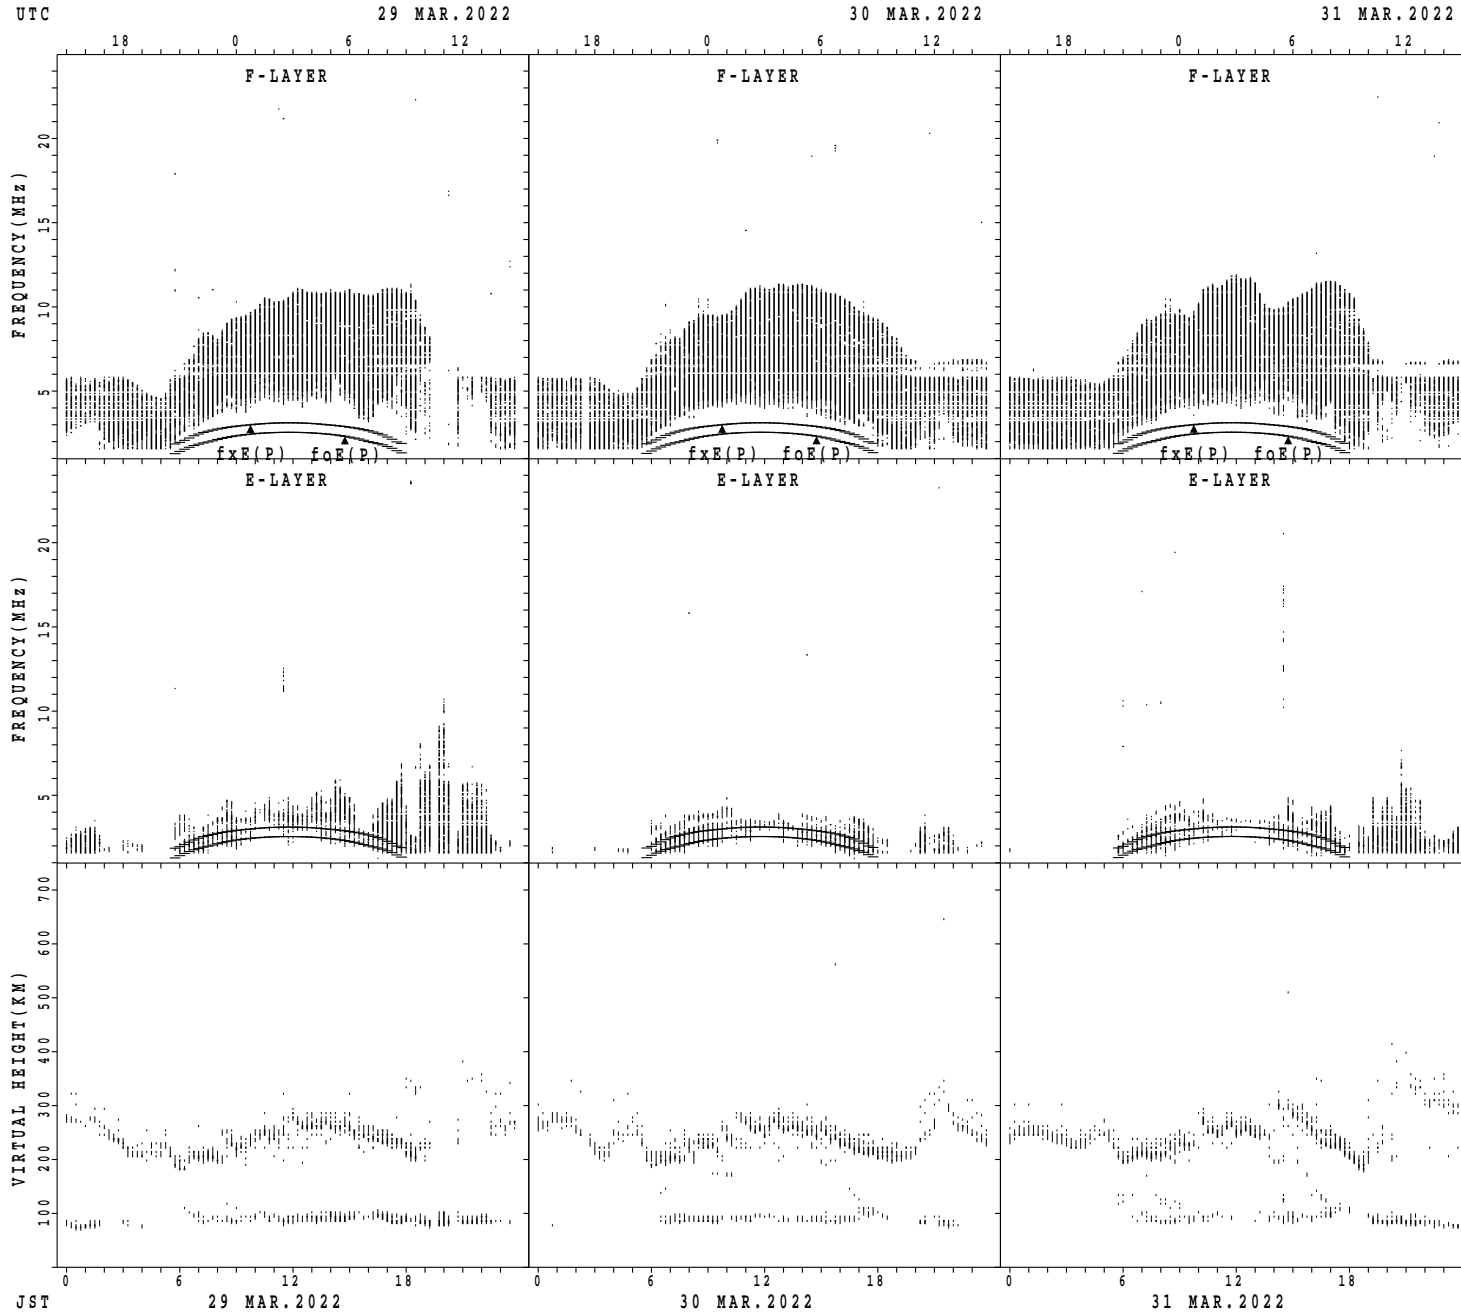 UTC 29 MAR.2022 30 MAR.2022 31 MAR.2022
18 0 6 12 18 0 6 12 18 0 6 12
F-LAYER F-LAYER F-LAYER
FREQUENCY(MHz)
20
15
10
5
fxE(P) foE(P) fxE(P) foE(P) fxE(P) foE(P)
E-LAYER E-LAYER E-LAYER
FREQUENCY(MHz)
20
15
10
5
VIRTUAL HEIGHT(KM)
700
600
500
400
300
200
100
0 6 12 18 0 6 12 18 0 6 12 18
JST 29 MAR.2022 30 MAR.2022 31 MAR.2022